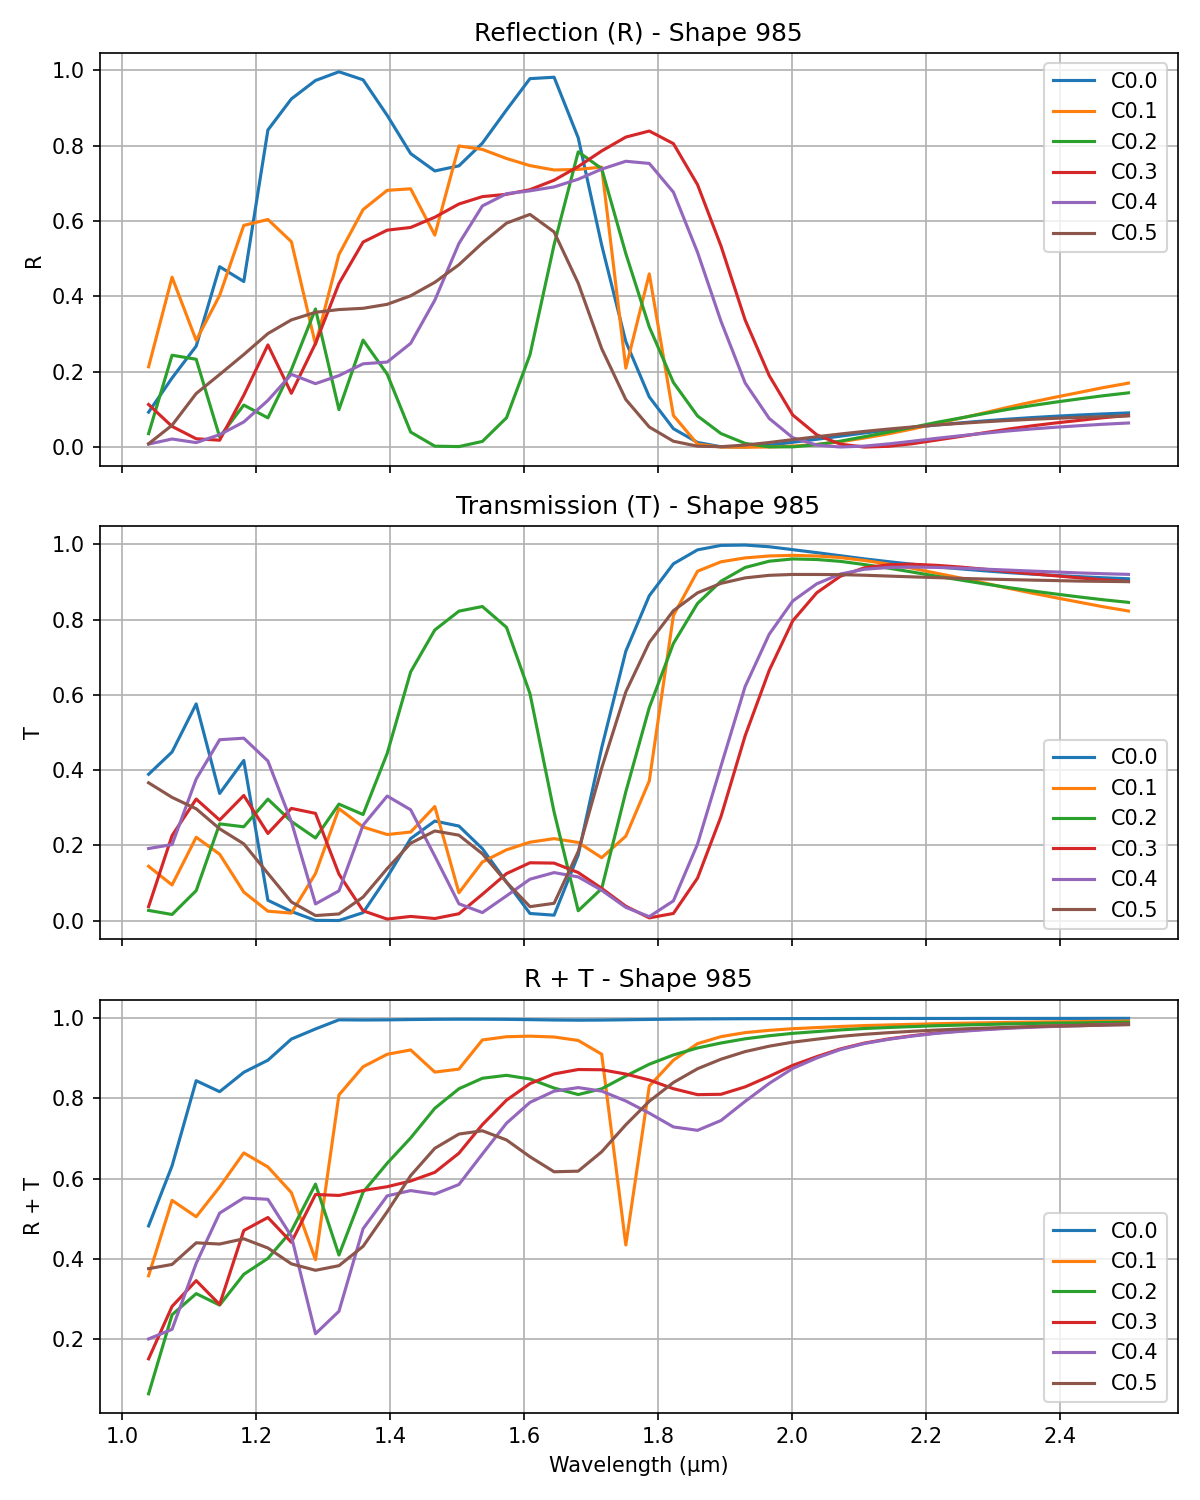 Reflection (R) - Shape 985
1.0
0.8
0.6
0.4
0.2
0.0
R
C0.0
C0.1
C0.2
C0.3
C0.4
C0.5
Transmission (T) - Shape 985
1.0
0.8
0.6
0.4
0.2
0.0
T
C0.0
C0.1
C0.2
C0.3
C0.4
C0.5
R + T - Shape 985
1.0
0.8
0.6
0.4
0.2
R + T
C0.0
C0.1
C0.2
C0.3
C0.4
C0.5
1.0 1.2 1.4 1.6 1.8 2.0 2.2 2.4
Wavelength (μm)